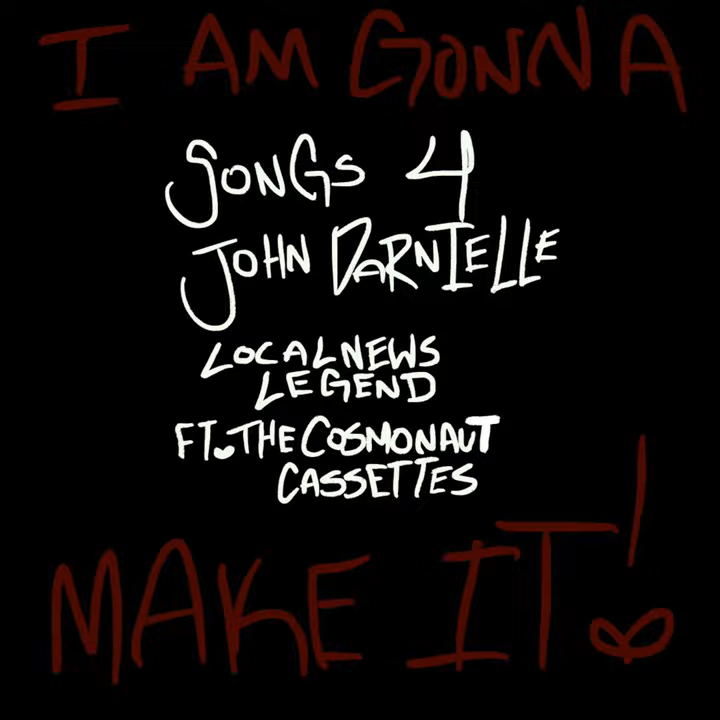 I AM GONNA
SONGS 4
JOHN DARNIELLE
LOCALNEWS
LEGEND
FT. THE COSMONAUT
CASSETTES
MAKE IT!